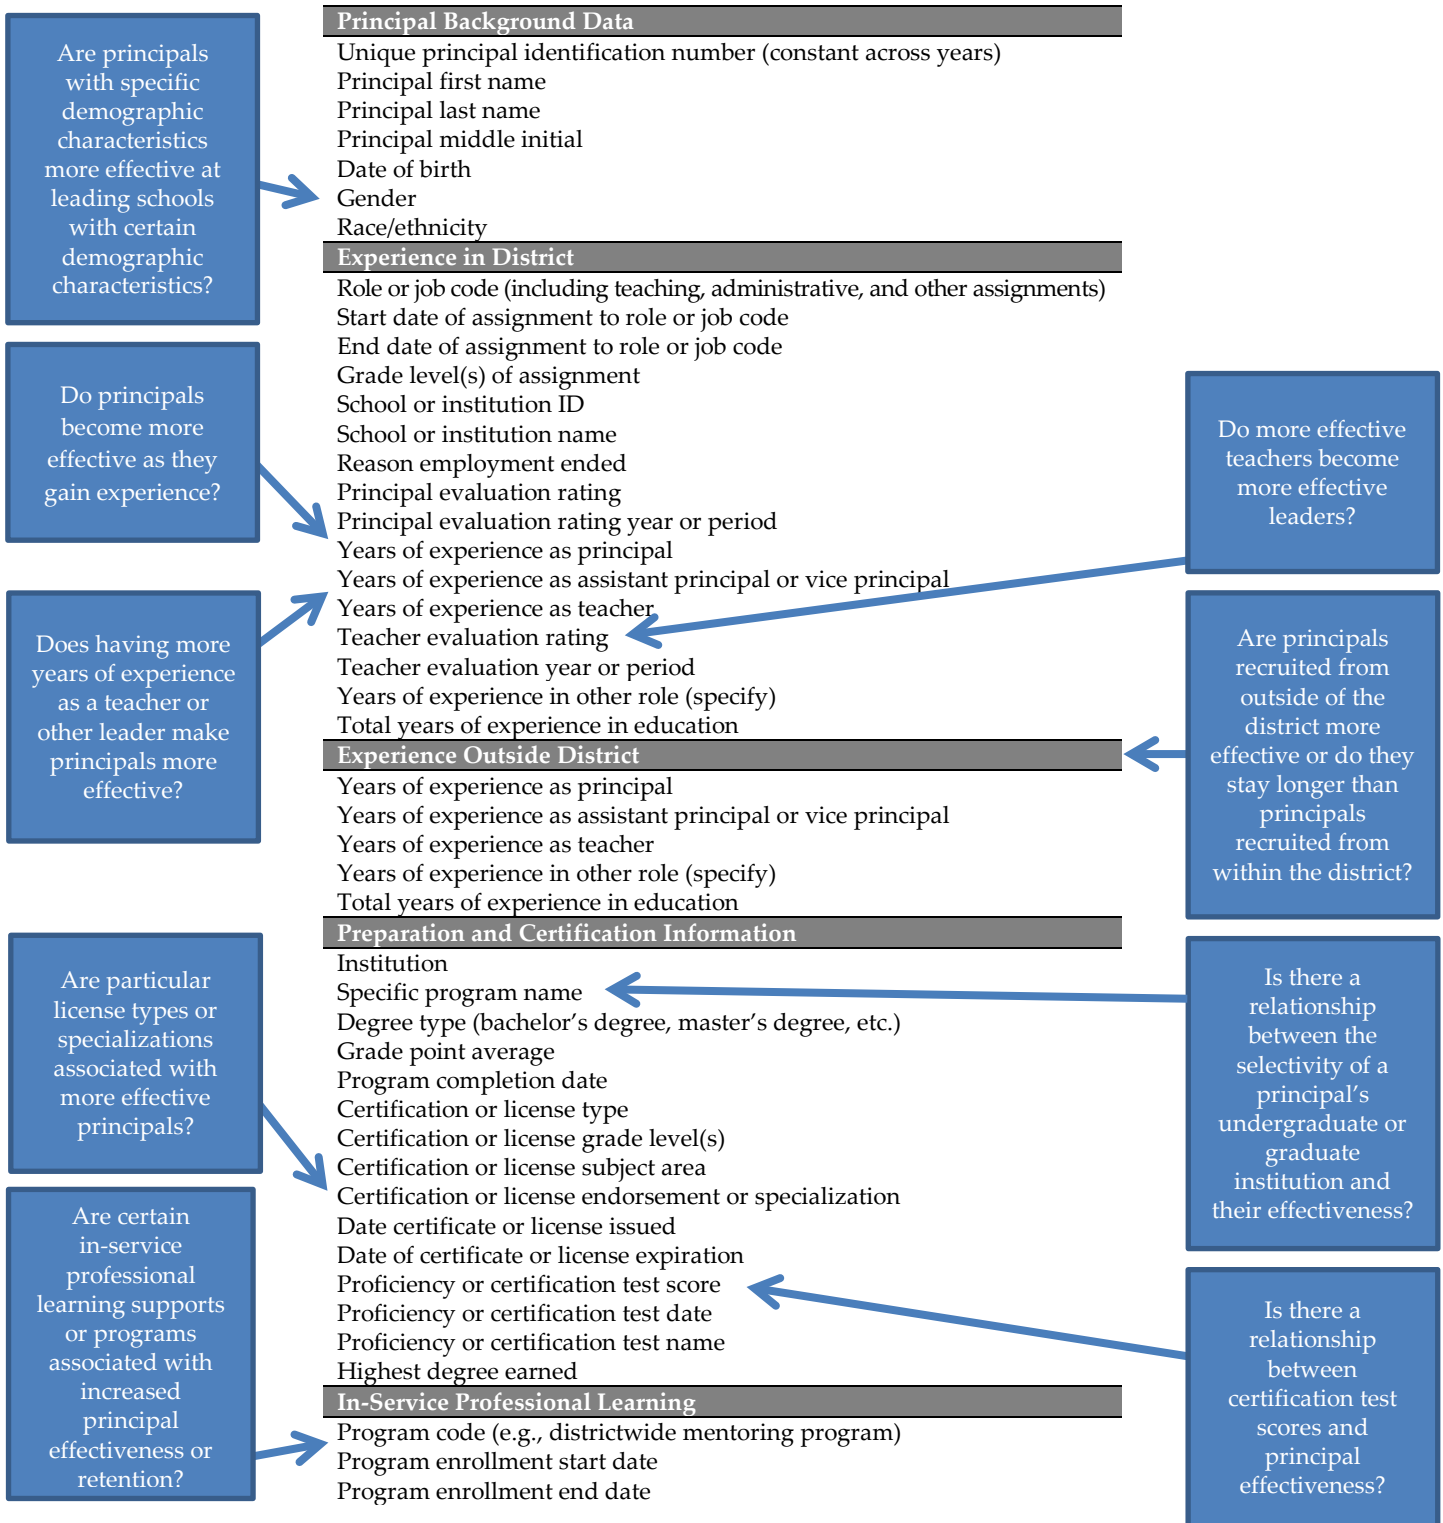 Are principals
with specific
demographic
characteristics
more effective at
leading schools
with certain
demographic
characteristics?
Do principals
become more
effective as they
gain experience?
Does having more
years of experience
as a teacher or
other leader make
principals more
effective?
Are particular
license types or
specializations
associated with
more effective
principals?
Are certain
in-service
professional
learning supports
or programs
associated with
increased
principal
effectiveness or
retention?
Principal Background Data
Unique principal identification number (constant across years)
Principal first name
Principal last name
Principal middle initial
Date of birth
Gender
Race/ethnicity
Experience in District
Role or job code (including teaching, administrative, and other assignments)
Start date of assignment to role or job code
End date of assignment to role or job code
Grade level(s) of assignment
School or institution ID
School or institution name
Reason employment ended
Principal evaluation rating
Principal evaluation rating year or period
Years of experience as principal
Years of experience as assistant principal or vice principal
Years of experience as teacher
Teacher evaluation rating
Teacher evaluation year or period
Years of experience in other role (specify)
Total years of experience in education
Experience Outside District
Years of experience as principal
Years of experience as assistant principal or vice principal
Years of experience as teacher
Years of experience in other role (specify)
Total years of experience in education
Preparation and Certification Information
Institution
Specific program name
Degree type (bachelor's degree, master's degree, etc.)
Grade point average
Program completion date
Certification or license type
Certification or license grade level(s)
Certification or license subject area
Certification or license endorsement or specialization
Date certificate or license issued
Date of certificate or license expiration
Proficiency or certification test score
Proficiency or certification test date
Proficiency or certification test name
Highest degree earned
In-Service Professional Learning
Program code (e.g., districtwide mentoring program)
Program enrollment start date
Program enrollment end date
Do more effective
teachers become
more effective
leaders?
Are principals
recruited from
outside of the
district more
effective or do they
stay longer than
principals
recruited from
within the district?
Is there a
relationship
between the
selectivity of a
principal's
undergraduate or
graduate
institution and
their effectiveness?
Is there a
relationship
between
certification test
scores and
principal
effectiveness?